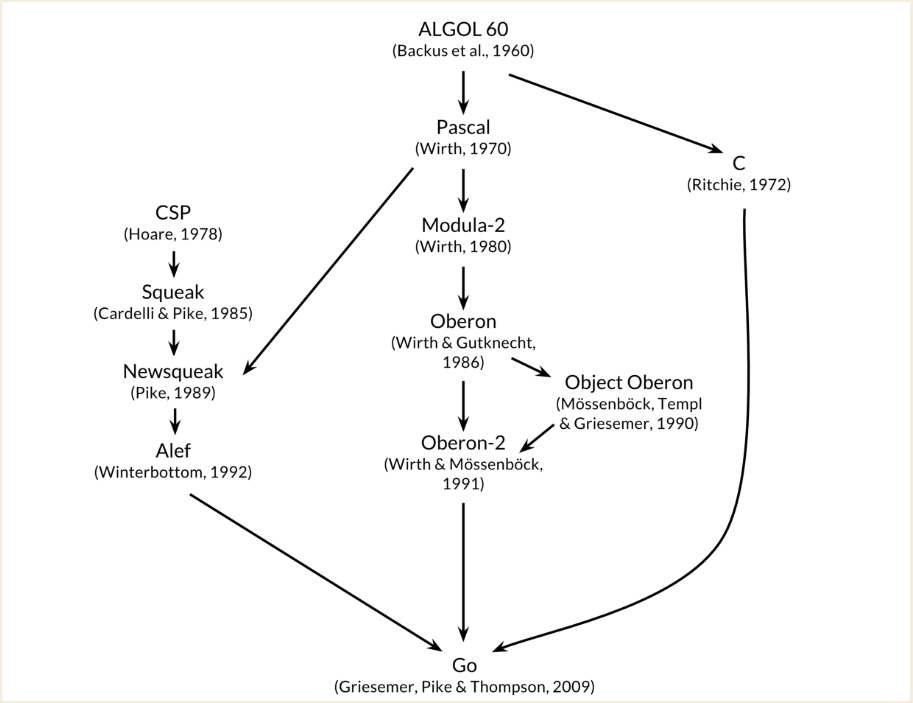 ALGOL 60
(Backus et al., 1960)
Pascal
(Wirth, 1970)
C
(Ritchie, 1972)
CSP
(Hoare, 1978)
Modula-2
(Wirth, 1980)
Squeak
(Cardelli & Pike, 1985)
Oberon
(Wirth & Gutknecht,
1986)
Newsqueak
(Pike, 1989)
Object Oberon
(Mössenböck, Templ
& Griesemer, 1990)
Alef
(Winterbottom, 1992)
Oberon-2
(Wirth & Mössenböck,
1991)
Go
(Griesemer, Pike & Thompson, 2009)